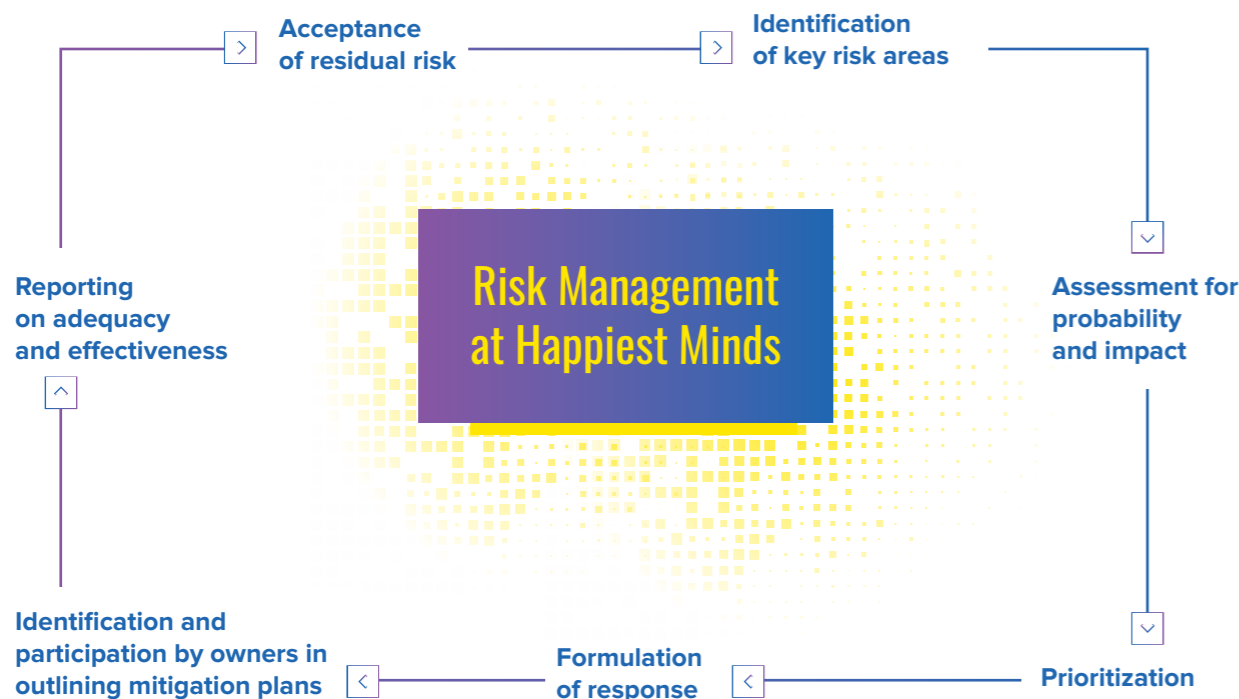 Acceptance
of residual risk
Identification
of key risk areas
Risk Management
at Happiest Minds
Reporting
on adequacy
and effectiveness
Assessment for
probability
and impact
Identification and
participation by owners in
outlining mitigation plans
Formulation
of response
Prioritization